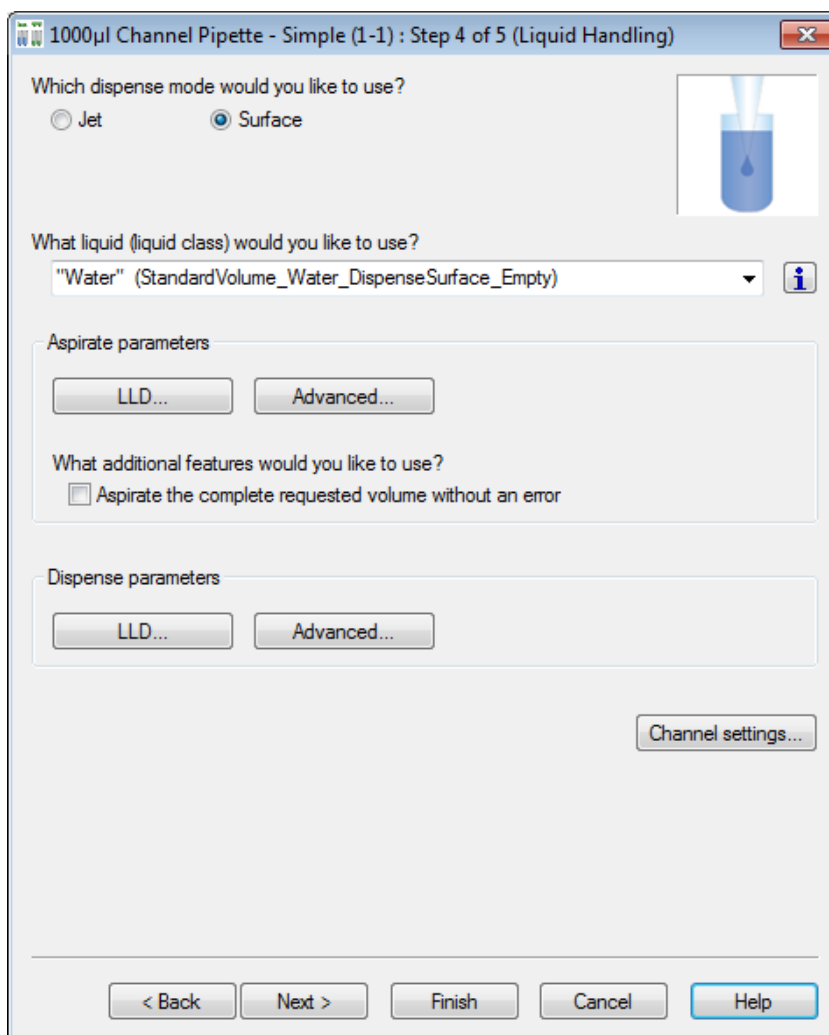 1000µl Channel Pipette - Simple (1-1) : Step 4 of 5 (Liquid Handling)
Which dispense mode would you like to use?
Jet Surface
What liquid (liquid class) would you like to use?
"Water" (StandardVolume_Water_DispenseSurface_Empty)
Aspirate parameters
LLD... Advanced...
What additional features would you like to use?
Aspirate the complete requested volume without an error
Dispense parameters
LLD... Advanced...
Channel settings...
< Back Next > Finish Cancel Help